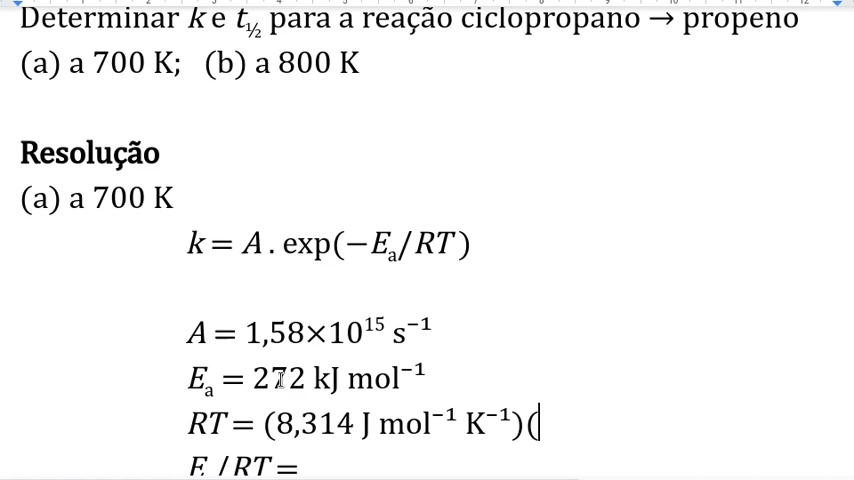 Determinar k e t½ para a reação ciclopropano → propeno
(a) a 700 K; (b) a 800 K
Resolução
(a) a 700 K
k = A . exp(−Eₐ/RT)
A = 1,58×10¹⁵ s⁻¹
Eₐ = 272 kJ mol⁻¹
RT = (8,314 J mol⁻¹ K⁻¹)(
E /RT =